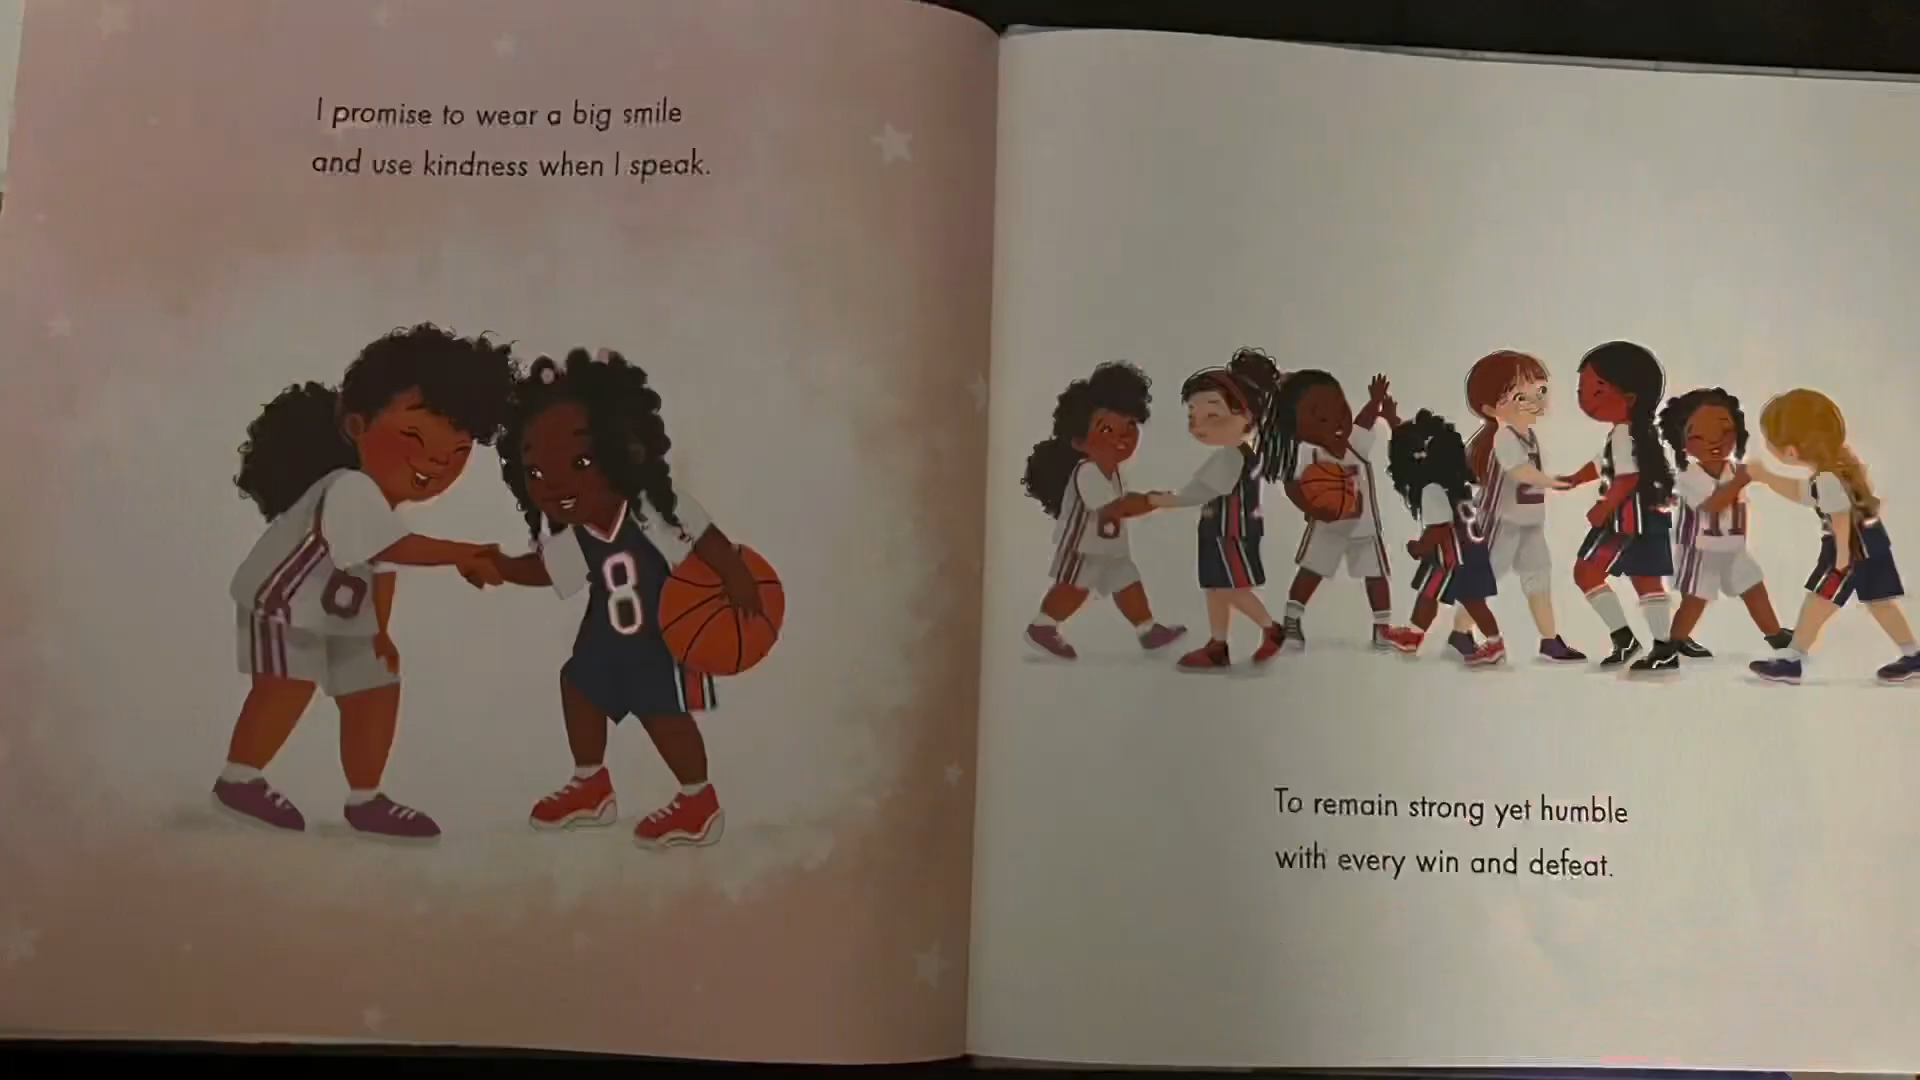 I promise to wear a big smile
and use kindness when I speak.
8
To remain strong yet humble
with every win and defeat.